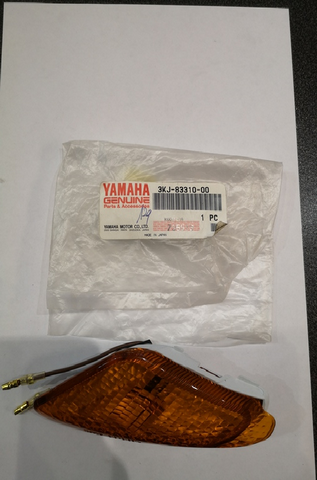 YAMAHA
GENUINE
Parts & Accessories
YAMAHA MOTOR CO.,LTD.
3KJ-83310-00
1 PC
MADE IN JAPAN